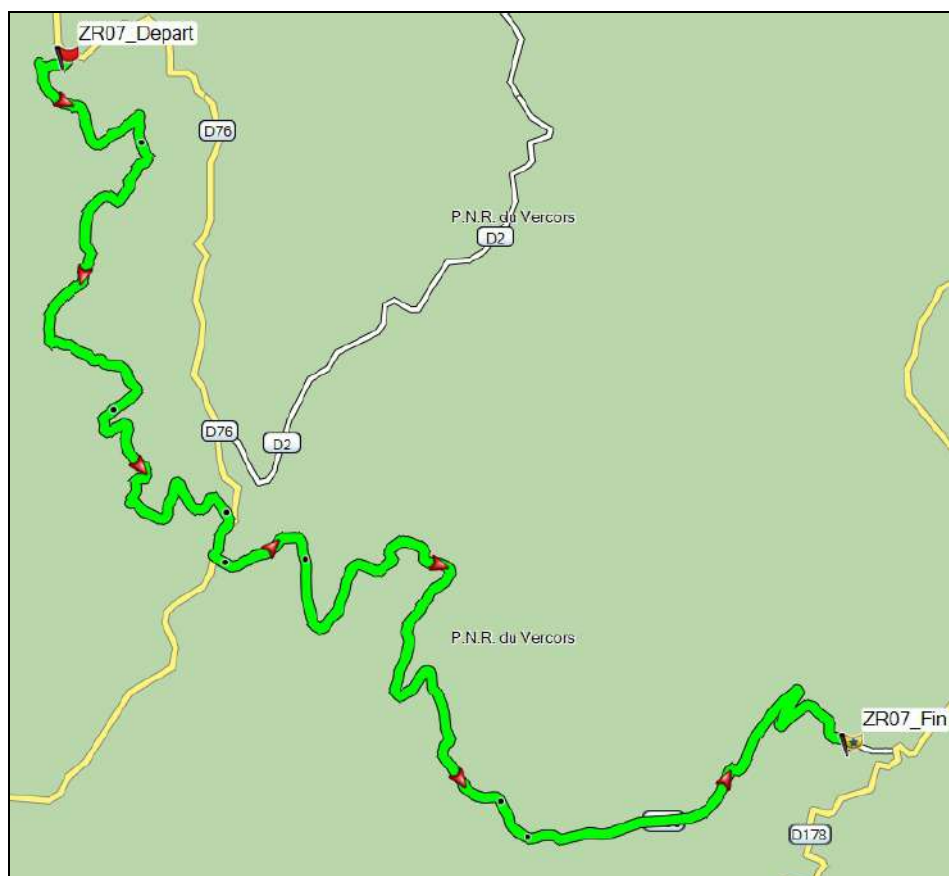 ZR07_Depart
D76
P.N.R. du Vercors
D2
D76
D2
P.N.R. du Vercors
ZR07_Fin
D178